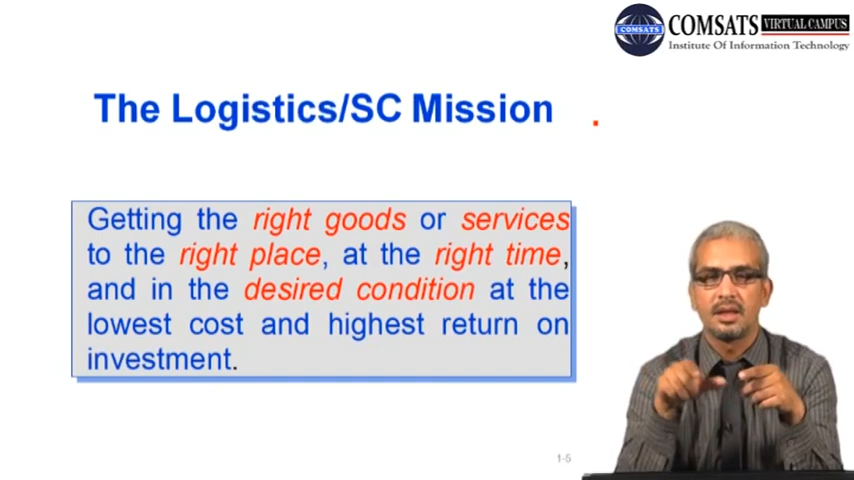 COMSATS VIRTUAL CAMPUS
COMSATS
Institute Of Information Technology
The Logistics/SC Mission
Getting the right goods or services
to the right place, at the right time,
and in the desired condition at the
lowest cost and highest return on
investment.
1-5